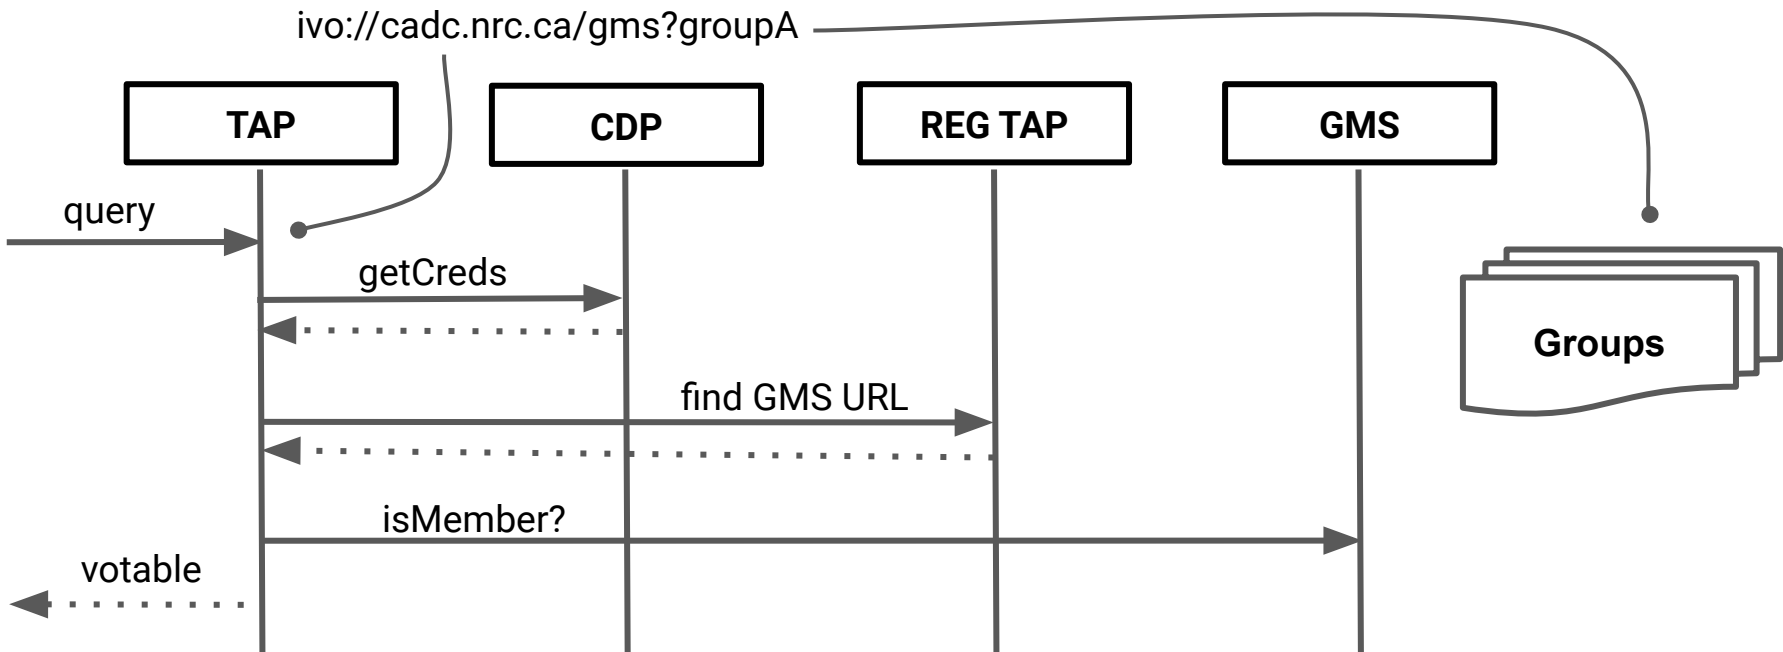 ivo://cadc.nrc.ca/gms?groupA
TAP
CDP
REG TAP
GMS
query
getCreds
Groups
find GMS URL
isMember?
votable